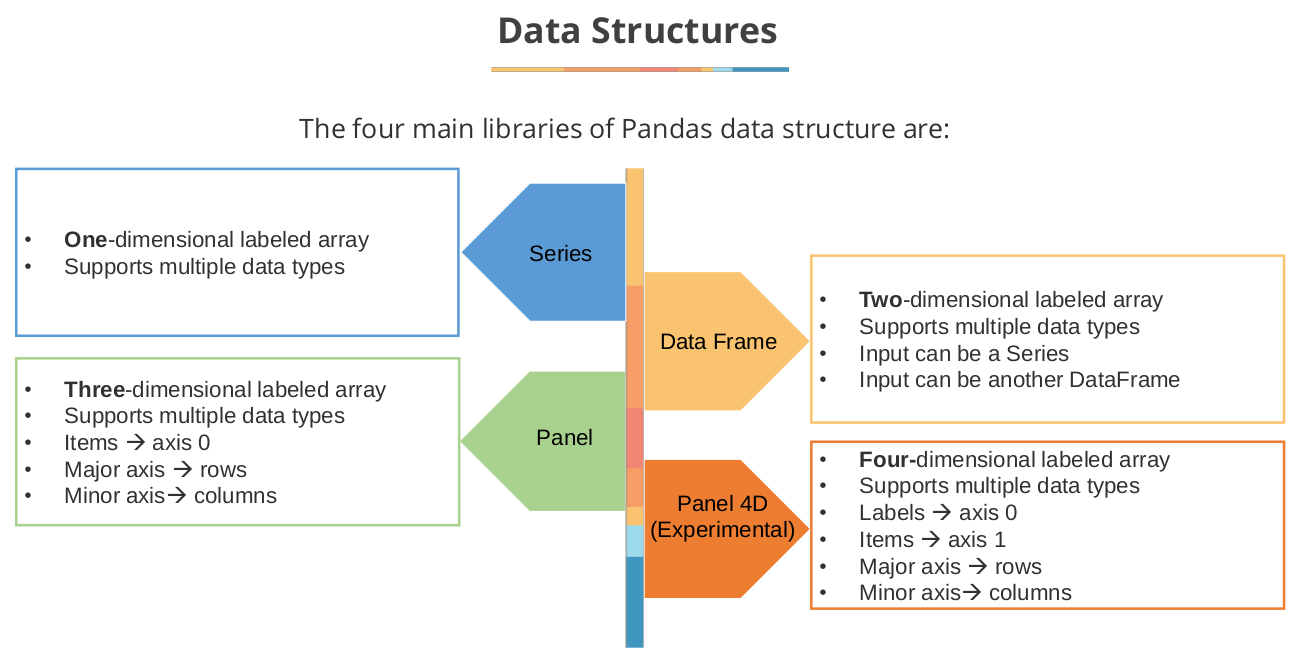 Data Structures
The four main libraries of Pandas data structure are:
Series
• One-dimensional labeled array
• Supports multiple data types
Data Frame
• Two-dimensional labeled array
• Supports multiple data types
• Input can be a Series
• Input can be another DataFrame
Panel
• Three-dimensional labeled array
• Supports multiple data types
• Items → axis 0
• Major axis → rows
• Minor axis→ columns
Panel 4D
(Experimental)
• Four-dimensional labeled array
• Supports multiple data types
• Labels → axis 0
• Items → axis 1
• Major axis → rows
• Minor axis→ columns